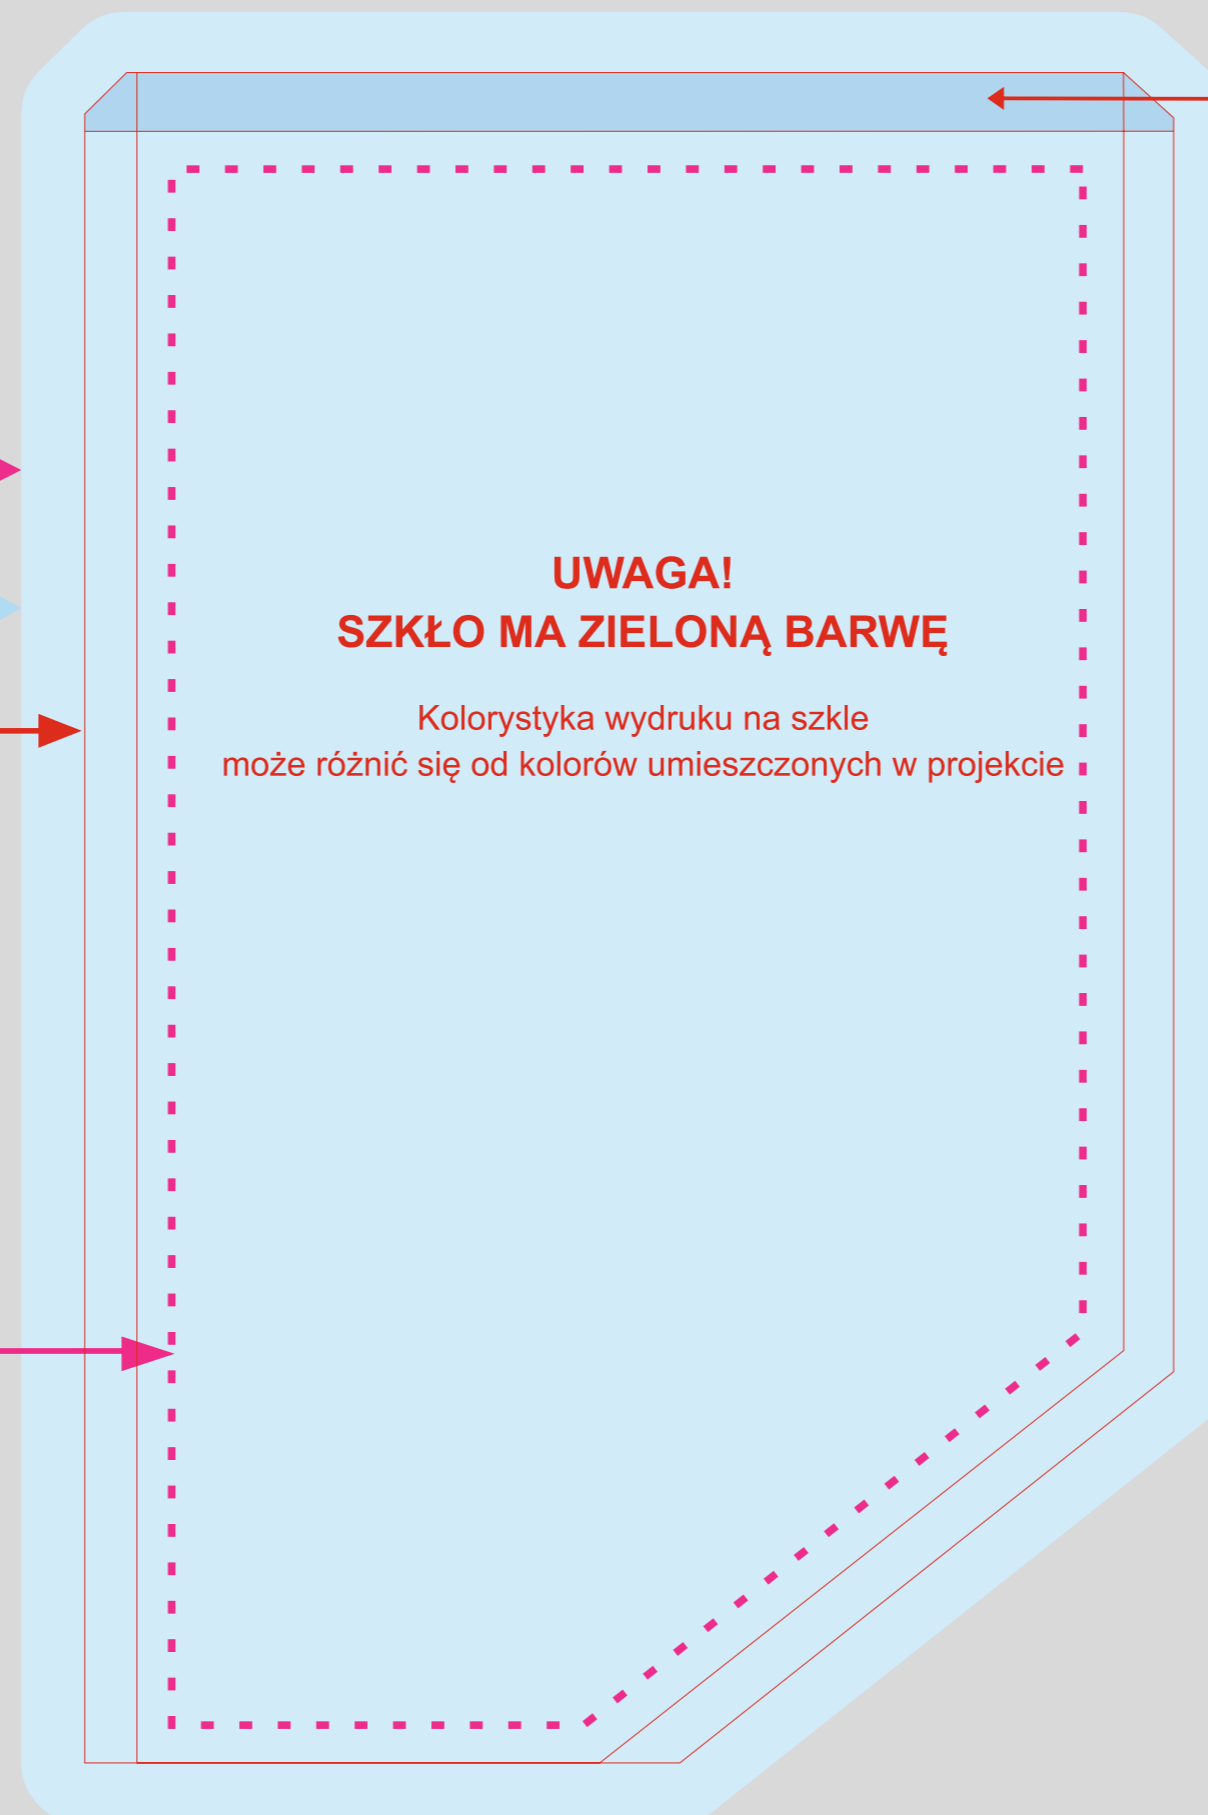 UWAGA!
SZKŁO MA ZIELONĄ BARWĘ
Kolorystyka wydruku na szkle
może różnić się od kolorów umieszczonych w projekcie